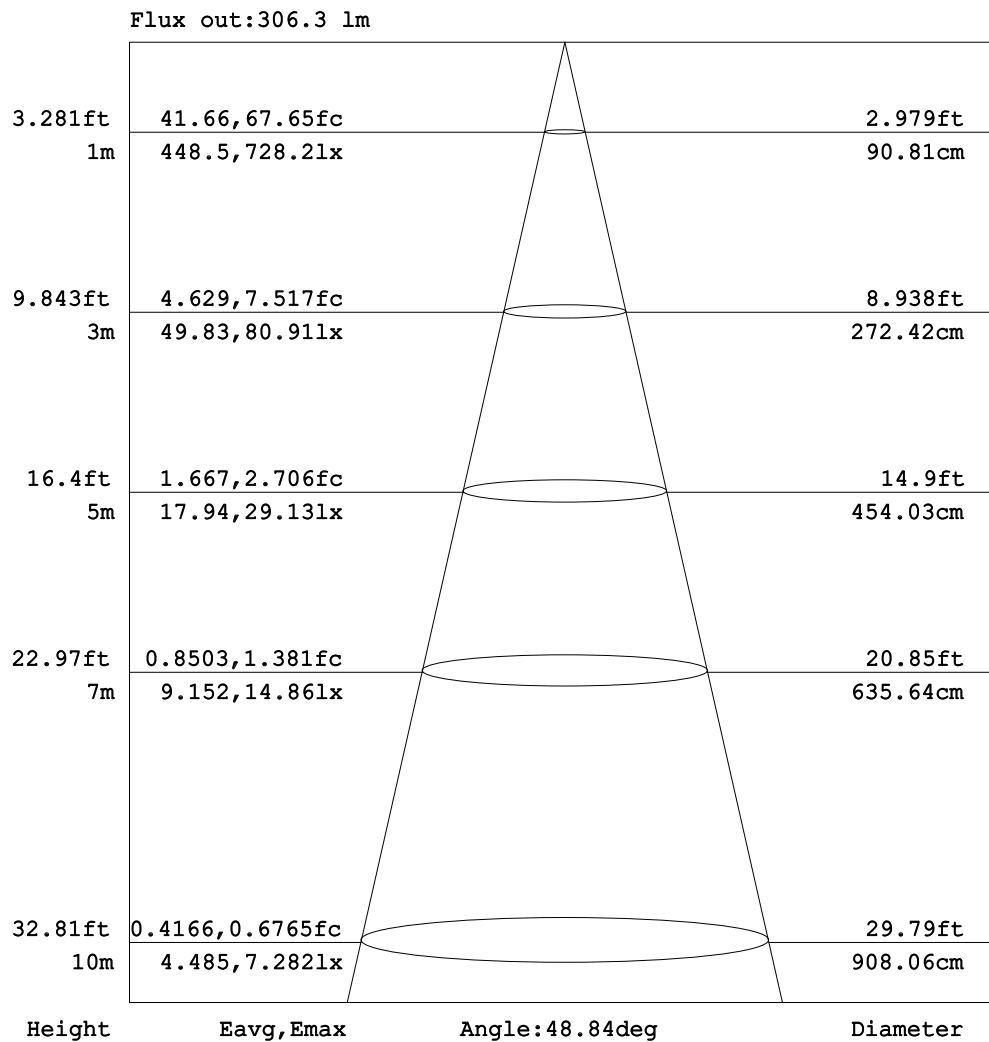 Flux out:306.3 lm
3.281ft 41.66,67.65fc 2.979ft
1m 448.5,728.2lx 90.81cm
9.843ft 4.629,7.517fc 8.938ft
3m 49.83,80.91lx 272.42cm
16.4ft 1.667,2.706fc 14.9ft
5m 17.94,29.13lx 454.03cm
22.97ft 0.8503,1.381fc 20.85ft
7m 9.152,14.86lx 635.64cm
32.81ft 0.4166,0.6765fc 29.79ft
10m 4.485,7.282lx 908.06cm
Height Eavg,Emax Angle:48.84deg Diameter